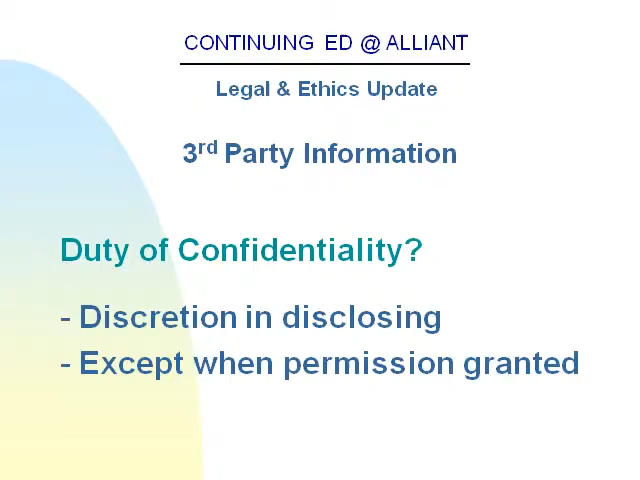 CONTINUING ED @ ALLIANT
Legal & Ethics Update
3rd Party Information
Duty of Confidentiality?
- Discretion in disclosing
- Except when permission granted